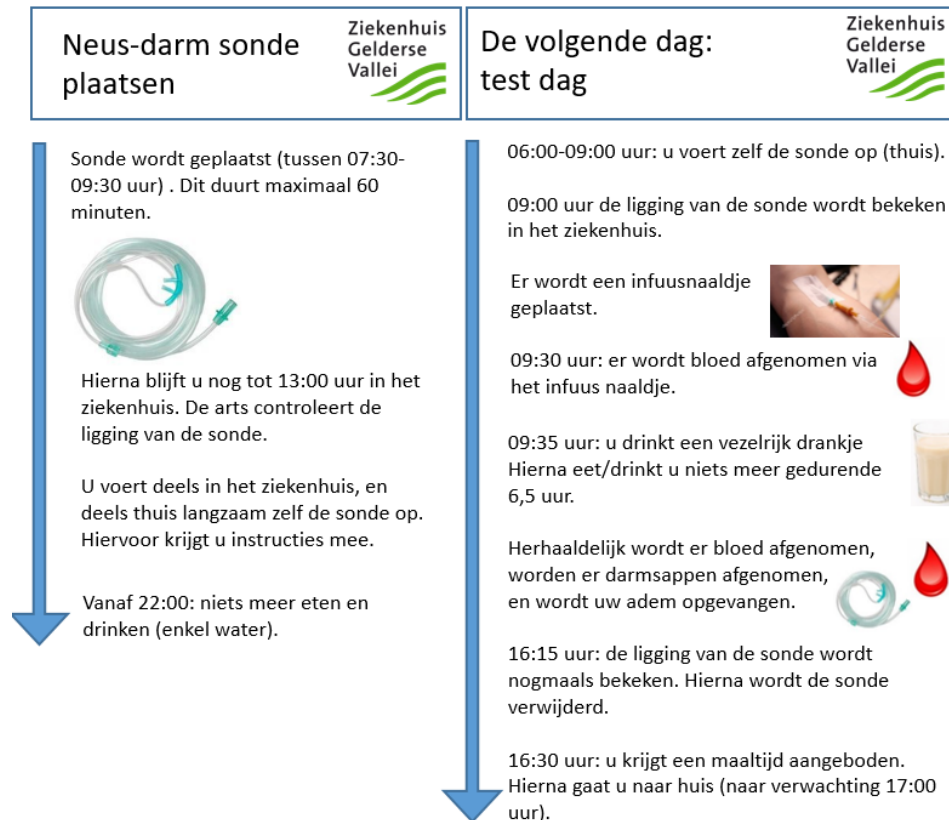 Neus-darm sonde
plaatsen
Ziekenhuis
Gelderse
Vallei
Sonde wordt geplaatst (tussen 07:30-
09:30 uur) . Dit duurt maximaal 60
minuten.
Hierna blijft u nog tot 13:00 uur in het
ziekenhuis. De arts controleert de
ligging van de sonde.
U voert deels in het ziekenhuis, en
deels thuis langzaam zelf de sonde op.
Hiervoor krijgt u instructies mee.
Vanaf 22:00: niets meer eten en
drinken (enkel water).
De volgende dag:
test dag
Ziekenhuis
Gelderse
Vallei
06:00-09:00 uur: u voert zelf de sonde op (thuis).
09:00 uur de ligging van de sonde wordt bekeken
in het ziekenhuis.
Er wordt een infuusnaaldje
geplaatst.
09:30 uur: er wordt bloed afgenomen via
het infuus naaldje.
09:35 uur: u drinkt een vezelrijk drankje
Hierna eet/drinkt u niets meer gedurende
6,5 uur.
Herhaaldelijk wordt er bloed afgenomen,
worden er darmsappen afgenomen,
en wordt uw adem opgevangen.
16:15 uur: de ligging van de sonde wordt
nogmaals bekeken. Hierna wordt de sonde
verwijderd.
16:30 uur: u krijgt een maaltijd aangeboden.
Hierna gaat u naar huis (naar verwachting 17:00
uur).